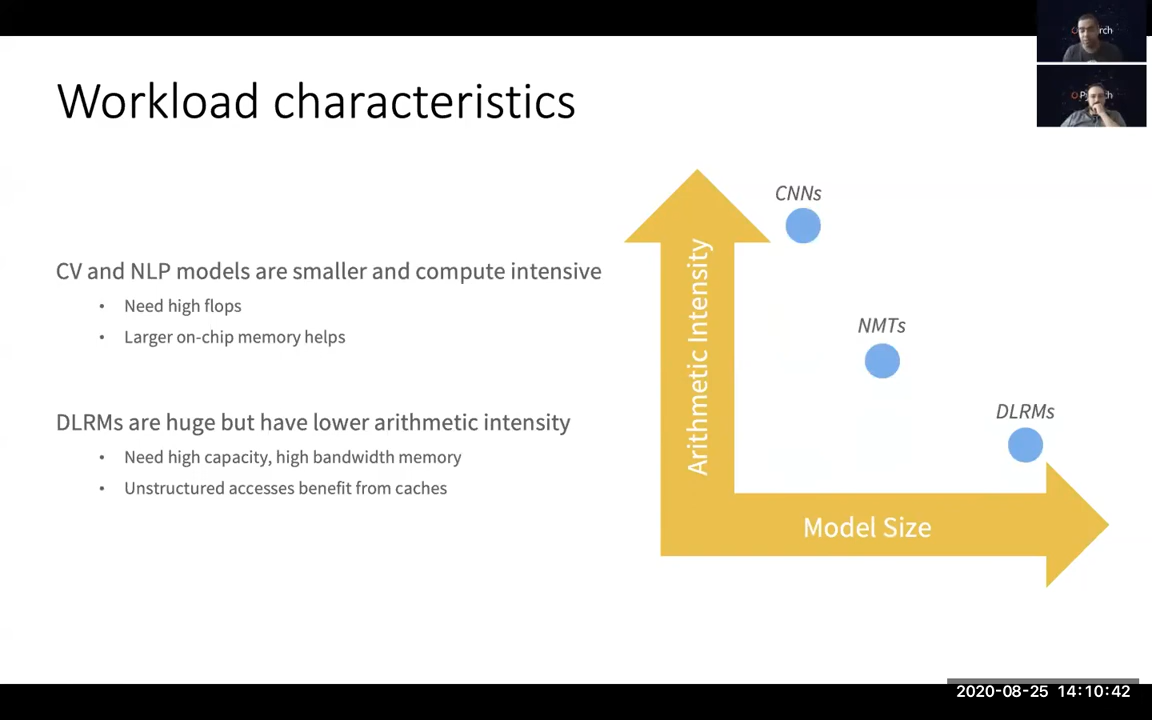 Workload characteristics
CV and NLP models are smaller and compute intensive
• Need high flops
• Larger on-chip memory helps
DLRMs are huge but have lower arithmetic intensity
• Need high capacity, high bandwidth memory
• Unstructured accesses benefit from caches
Arithmetic Intensity
CNNs
NMTs
DLRMs
Model Size
2020-08-25 14:10:42